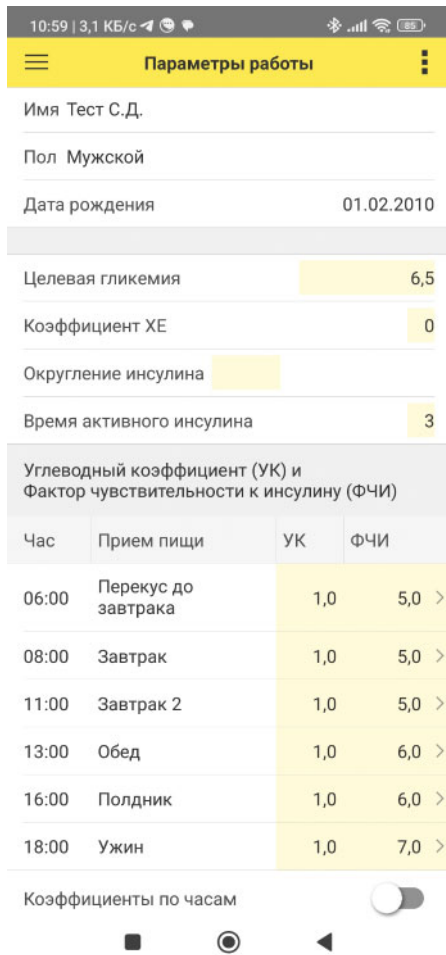 10:59 | 3,1 КБ/с 85
Параметры работы
Имя Тест С.Д.
Пол Мужской
Дата рождения 01.02.2010
Целевая гликемия 6,5
Коэффициент ХЕ 0
Округление инсулина
Время активного инсулина 3
Углеводный коэффициент (УК) и
Фактор чувствительности к инсулину (ФЧИ)
Час Прием пищи УК ФЧИ
06:00 Перекус до
завтрака 1,0 5,0
08:00 Завтрак 1,0 5,0
11:00 Завтрак 2 1,0 5,0
13:00 Обед 1,0 6,0
16:00 Полдник 1,0 6,0
18:00 Ужин 1,0 7,0
Коэффициенты по часам